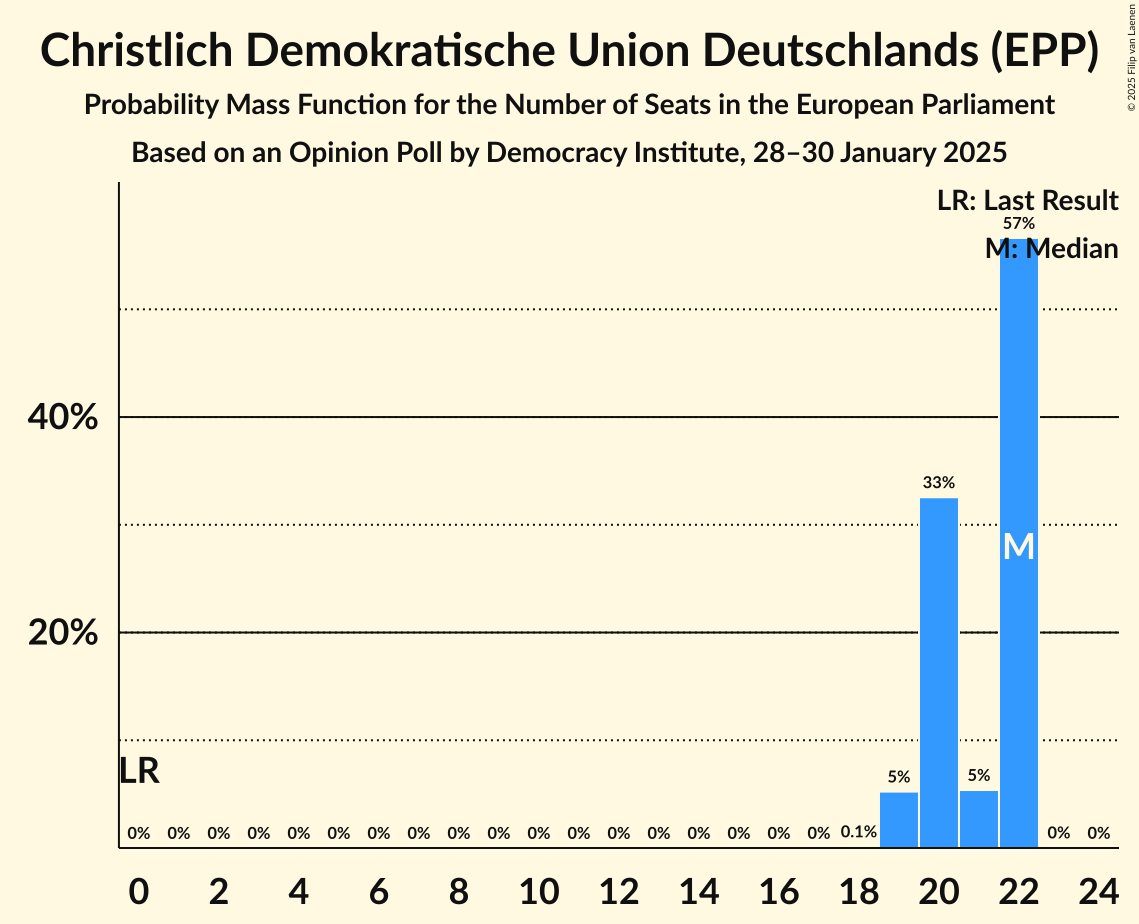 Christlich Demokratische Union Deutschlands (EPP)
Probability Mass Function for the Number of Seats in the European Parliament
Based on an Opinion Poll by Democracy Institute, 28–30 January 2025
© 2025 Filip van Laenen
LR: Last Result
57%
M: Median
40%
33%
M
20%
LR
5%
5%
0% 0% 0% 0% 0% 0% 0% 0% 0% 0% 0% 0% 0% 0% 0% 0% 0% 0% 0.1% 0% 0%
0 2 4 6 8 10 12 14 16 18 20 22 24